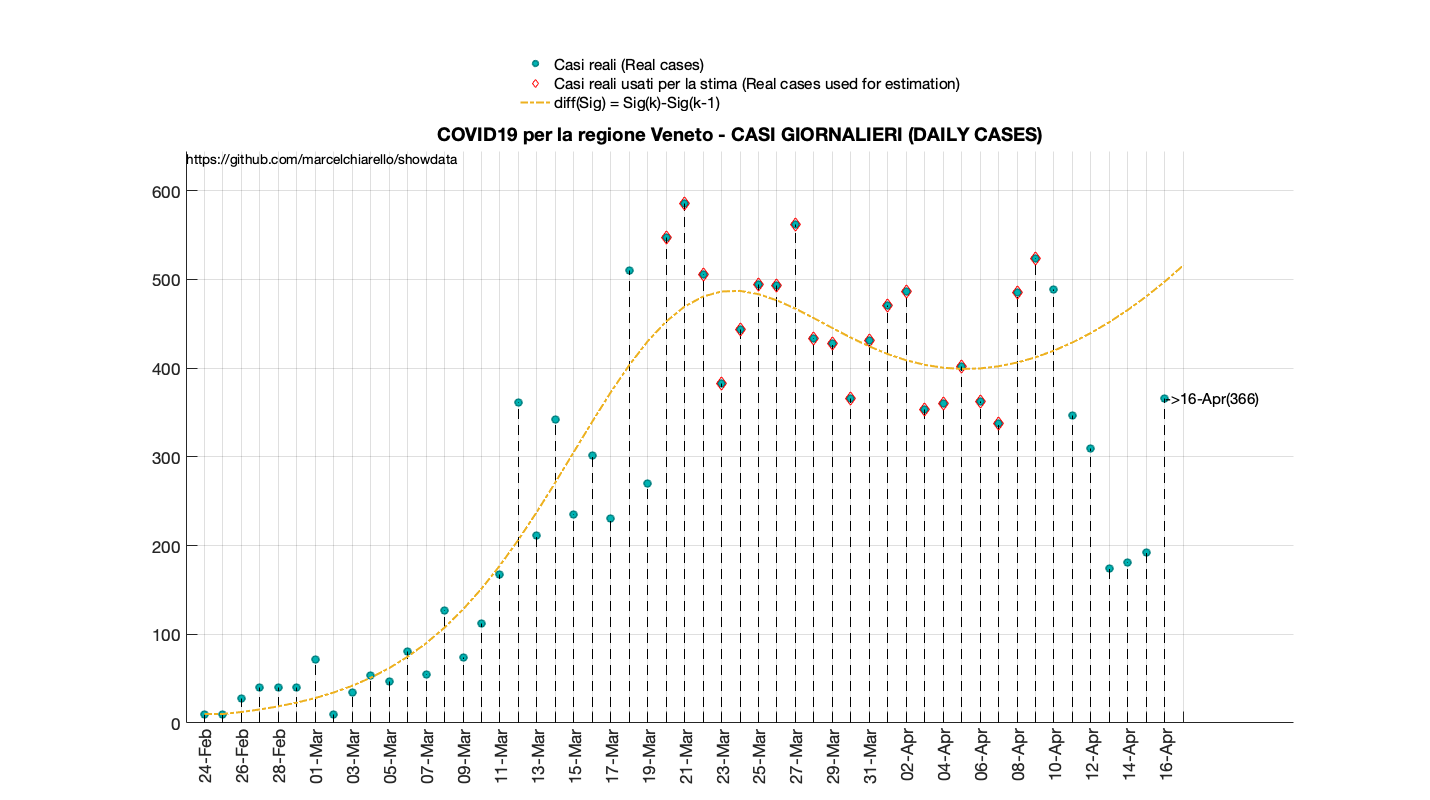 Casi reali (Real cases)
Casi reali usati per la stima (Real cases used for estimation)
diff(Sig) = Sig(k)-Sig(k-1)
COVID19 per la regione Veneto - CASI GIORNALIERI (DAILY CASES)
https://github.com/marcelchiarello/showdata
600
500
400
300
200
100
0
->16-Apr(366)
24-Feb
26-Feb
28-Feb
01-Mar
03-Mar
05-Mar
07-Mar
09-Mar
11-Mar
13-Mar
15-Mar
17-Mar
19-Mar
21-Mar
23-Mar
25-Mar
27-Mar
29-Mar
31-Mar
02-Apr
04-Apr
06-Apr
08-Apr
10-Apr
12-Apr
14-Apr
16-Apr